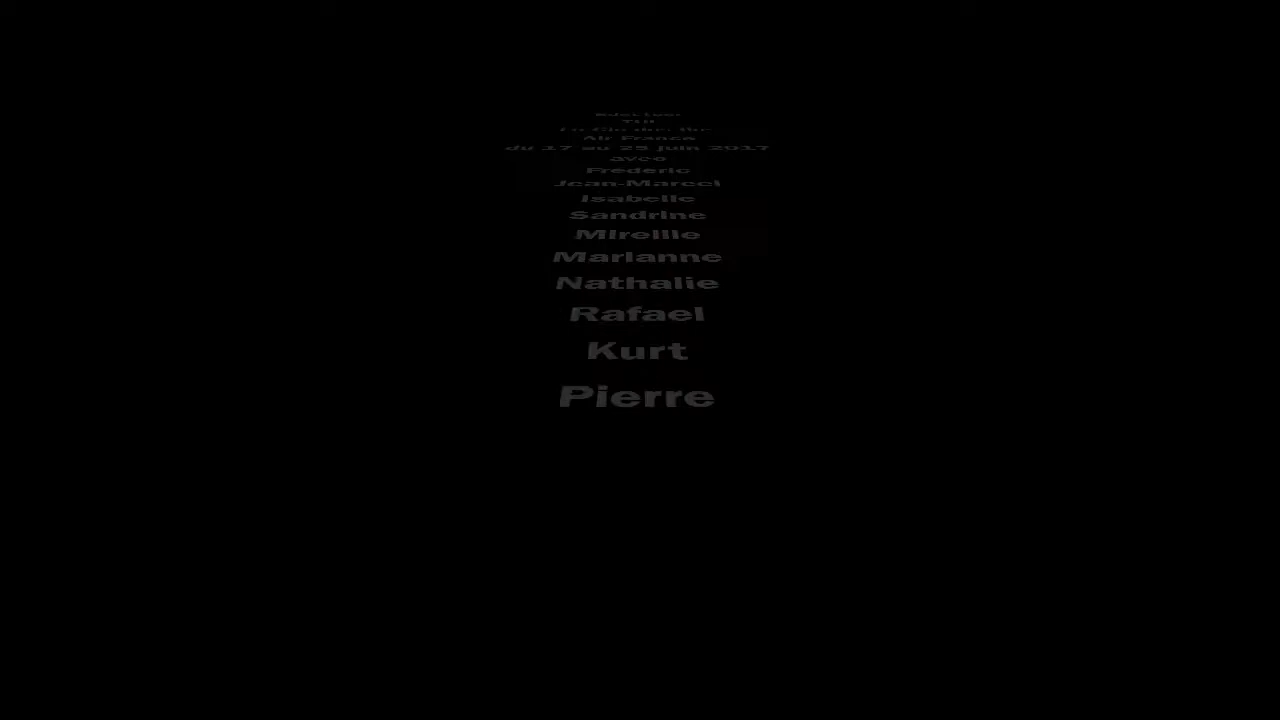 Air France
du 17 au 25 juin 2017
avec
Frederic
Jean-Marcel
Isabelle
Sandrine
Mireille
Marianne
Nathalie
Rafael
Kurt
Pierre